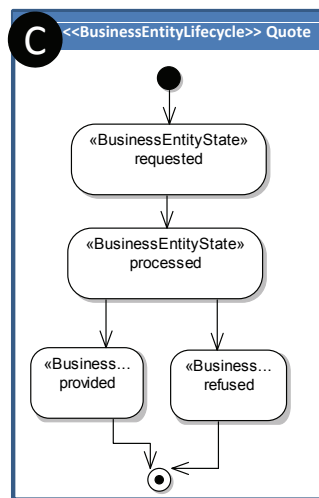 C
<<BusinessEntityLifecycle>> Quote
«BusinessEntityState»
requested
«BusinessEntityState»
processed
«Business...
provided
«Business...
refused